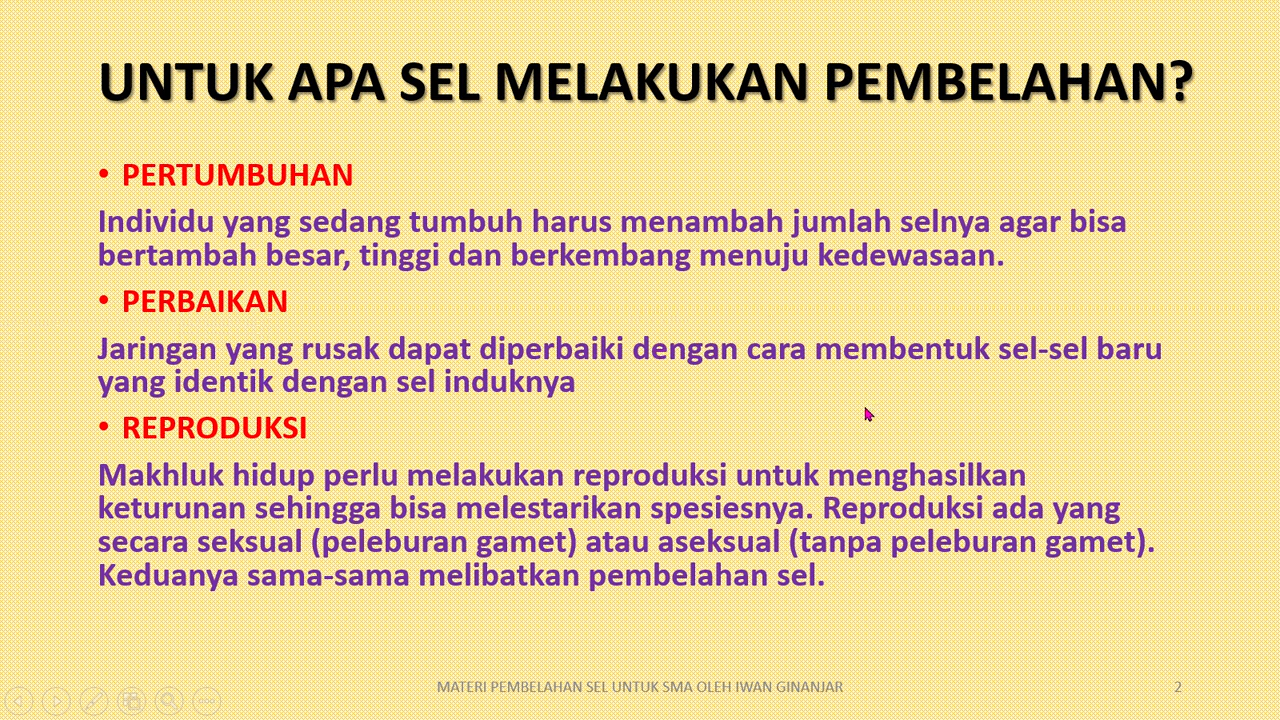 UNTUK APA SEL MELAKUKAN PEMBELAHAN?
• PERTUMBUHAN
Individu yang sedang tumbuh harus menambah jumlah selnya agar bisa
bertambah besar, tinggi dan berkembang menuju kedewasaan.
• PERBAIKAN
Jaringan yang rusak dapat diperbaiki dengan cara membentuk sel-sel baru
yang identik dengan sel induknya
• REPRODUKSI
Makhluk hidup perlu melakukan reproduksi untuk menghasilkan
keturunan sehingga bisa melestarikan spesiesnya. Reproduksi ada yang
secara seksual (peleburan gamet) atau aseksual (tanpa peleburan gamet).
Keduanya sama-sama melibatkan pembelahan sel.
MATERI PEMBELAHAN SEL UNTUK SMA OLEH IWAN GINANJAR
2